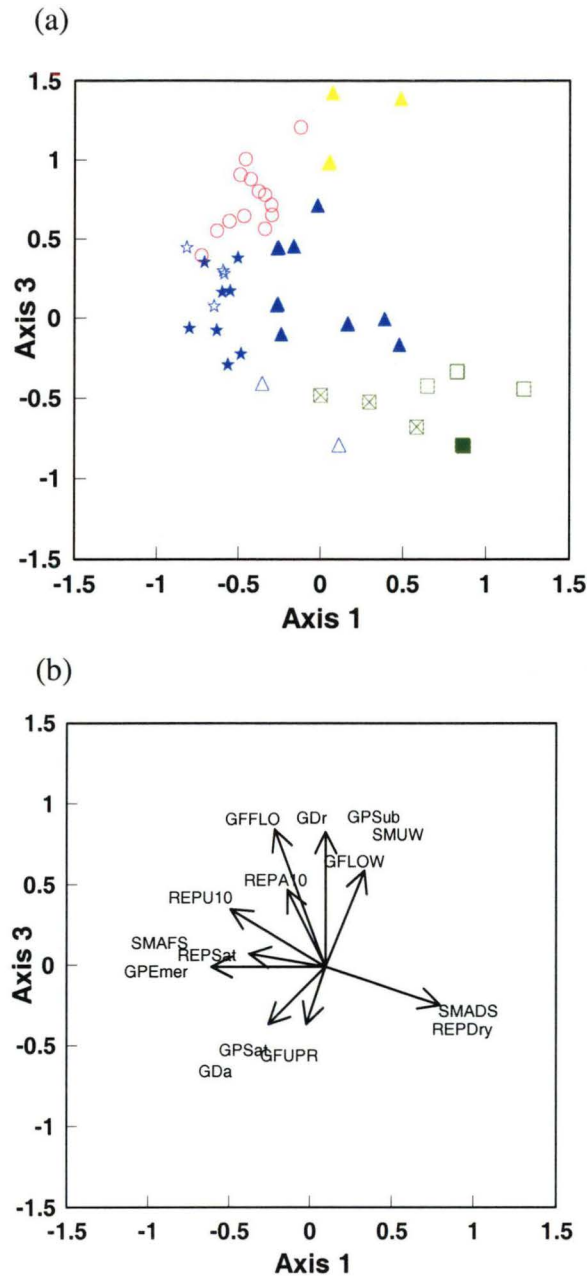 (a)
1.5
1
0.5
0
-0.5
-1
-1.5
Axis 3
-1.5 -1 -0.5 0 0.5 1 1.5
Axis 1
(b)
1.5
1
0.5
0
-0.5
-1
-1.5
Axis 3
GFFLO GDr GPSub
SMUW
GFLOW
REPA10
REPU10
SMAFS
REPSat
GPEmer
SMADS
REPDry
GPSat
GFUPR
GDa
-1.5 -1 -0.5 0 0.5 1 1.5
Axis 1